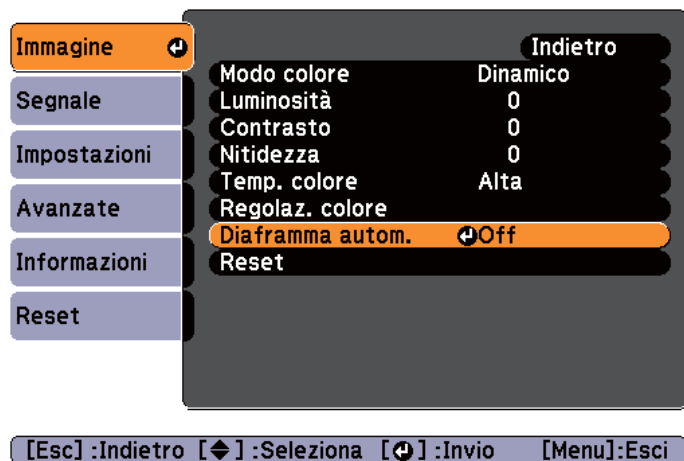 Immagine
Segnale
Impostazioni
Avanzate
Informazioni
Reset
Indietro
Modo colore Dinamico
Luminosità 0
Contrasto 0
Nitidezza 0
Temp. colore Alta
Regolaz. colore
Diaframma autom. Off
Reset
[Esc] :Indietro [ ] :Seleziona [ ] :Invio [Menu]:Esci